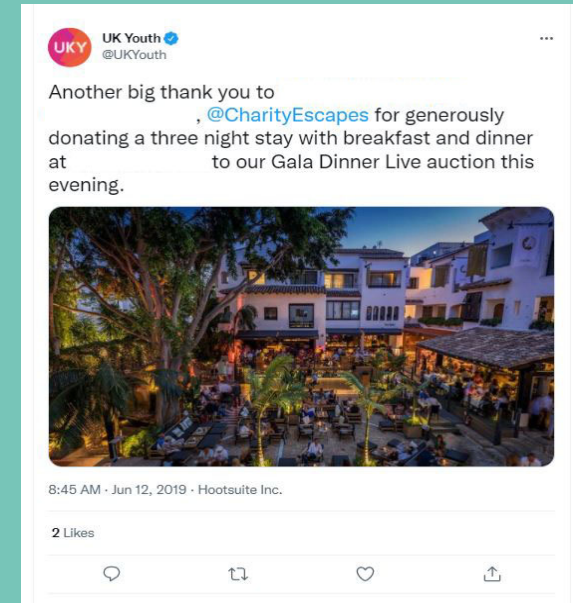 UKY
UK Youth
@UKYouth
Another big thank you to
, @CharityEscapes for generously
donating a three night stay with breakfast and dinner
at to our Gala Dinner Live auction this
evening.
8:45 AM · Jun 12, 2019 · Hootsuite Inc.
2 Likes